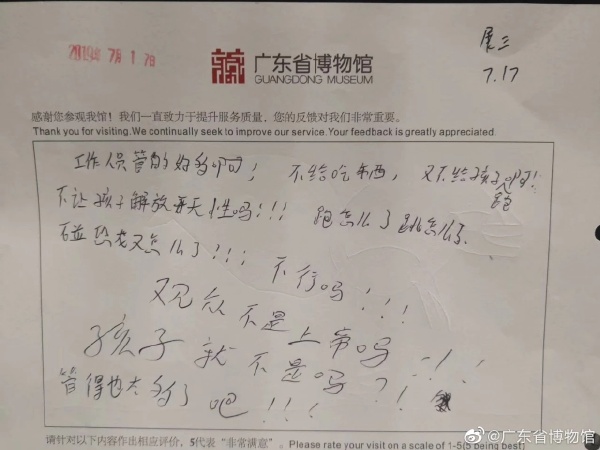 2019年7月17日
广东省博物馆
GUANGDONG MUSEUM
展三
7.17
感谢您参观我馆！我们一直致力于提升服务质量，您的反馈对我们非常重要。
Thank you for visiting.We continually seek to improve our service.Your feedback is greatly appreciated.
工作人员管的好多啊！不给吃东西，又不给孩子跑啊！
不让孩子解放天性吗！！！跑怎么了跳怎么了
碰恐龙又怎么了！！！
不行吗！！！
观众不是上帝吗！！！
孩子就不是吗？！！
管得也太多了吧！！！
请针对以下内容作出相应评价，5代表“非常满意”。Please rate your visit on a scale of 1-5(5 being best)
@广东省博物馆